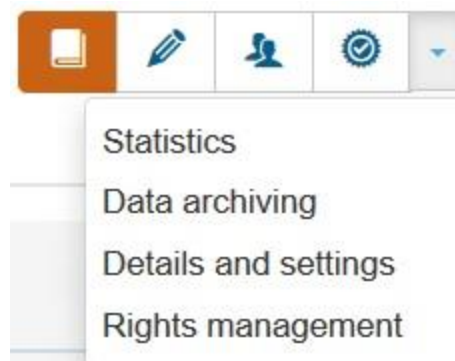 Statistics
Data archiving
Details and settings
Rights management